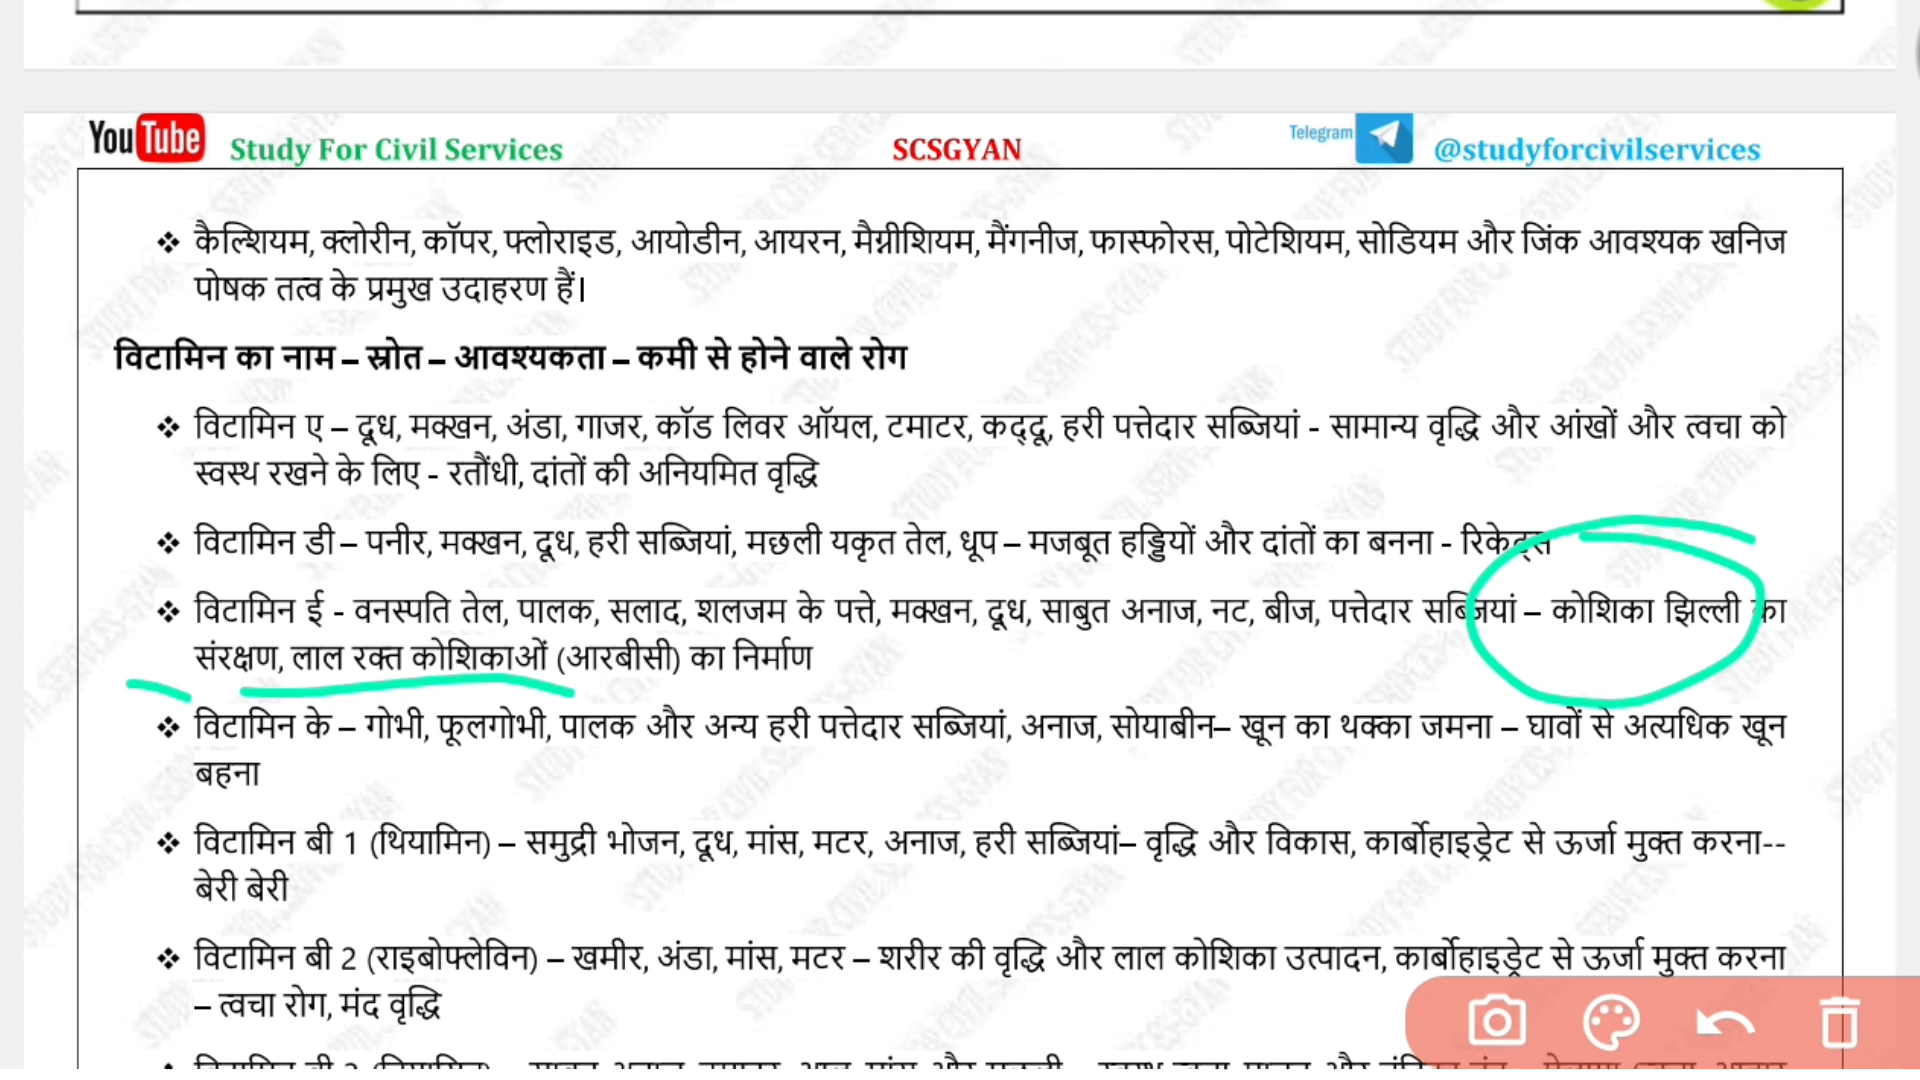 YouTube Study For Civil Services SCSGYAN Telegram @studyforcivilservices
❖ कैल्शियम, क्लोरीन, कॉपर, फ्लोराइड, आयोडीन, आयरन, मैग्नीशियम, मैंगनीज, फास्फोरस, पोटेशियम, सोडियम और जिंक आवश्यक खनिज
पोषक तत्व के प्रमुख उदाहरण हैं।
विटामिन का नाम – स्रोत – आवश्यकता – कमी से होने वाले रोग
❖ विटामिन ए – दूध, मक्खन, अंडा, गाजर, कॉड लिवर ऑयल, टमाटर, कद्दू, हरी पत्तेदार सब्जियां - सामान्य वृद्धि और आंखों और त्वचा को
स्वस्थ रखने के लिए - रतौंधी, दांतों की अनियमित वृद्धि
❖ विटामिन डी – पनीर, मक्खन, दूध, हरी सब्जियां, मछली यकृत तेल, धूप – मजबूत हड्डियों और दांतों का बनना - रिकेट्स
❖ विटामिन ई - वनस्पति तेल, पालक, सलाद, शलजम के पत्ते, मक्खन, दूध, साबुत अनाज, नट, बीज, पत्तेदार सब्जियां – कोशिका झिल्ली का
संरक्षण, लाल रक्त कोशिकाओं (आरबीसी) का निर्माण
❖ विटामिन के – गोभी, फूलगोभी, पालक और अन्य हरी पत्तेदार सब्जियां, अनाज, सोयाबीन– खून का थक्का जमना – घावों से अत्यधिक खून
बहना
❖ विटामिन बी 1 (थियामिन) – समुद्री भोजन, दूध, मांस, मटर, अनाज, हरी सब्जियां– वृद्धि और विकास, कार्बोहाइड्रेट से ऊर्जा मुक्त करना--
बेरी बेरी
❖ विटामिन बी 2 (राइबोफ्लेविन) – खमीर, अंडा, मांस, मटर – शरीर की वृद्धि और लाल कोशिका उत्पादन, कार्बोहाइड्रेट से ऊर्जा मुक्त करना
– त्वचा रोग, मंद वृद्धि